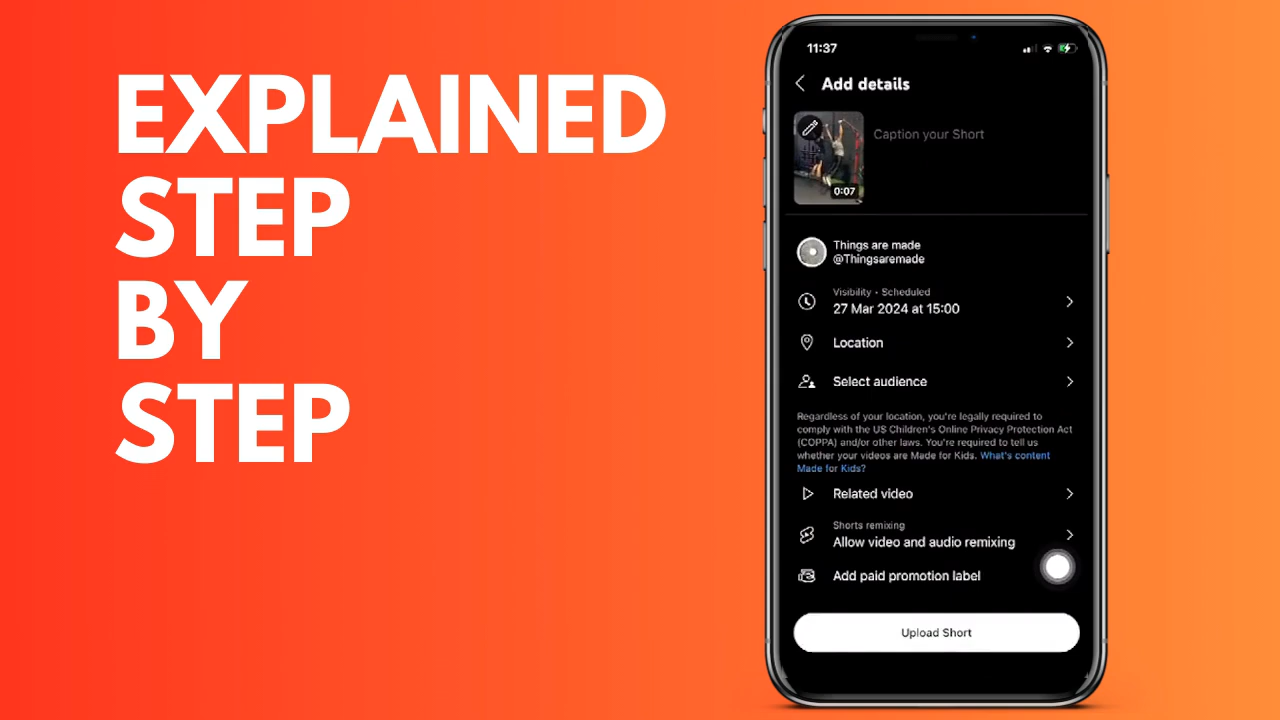 EXPLAINED
STEP
BY
STEP
11:37
Add details
Caption your Short
0:07
Things are made
@Thingsaremade
Visibility • Scheduled
27 Mar 2024 at 15:00
Location
Select audience
Regardless of your location, you're legally required to
comply with the US Children's Online Privacy Protection Act
(COPPA) and/or other laws. You're required to tell us
whether your videos are Made for Kids. What's content
Made for Kids?
Related video
Shorts remixing
Allow video and audio remixing
Add paid promotion label
Upload Short